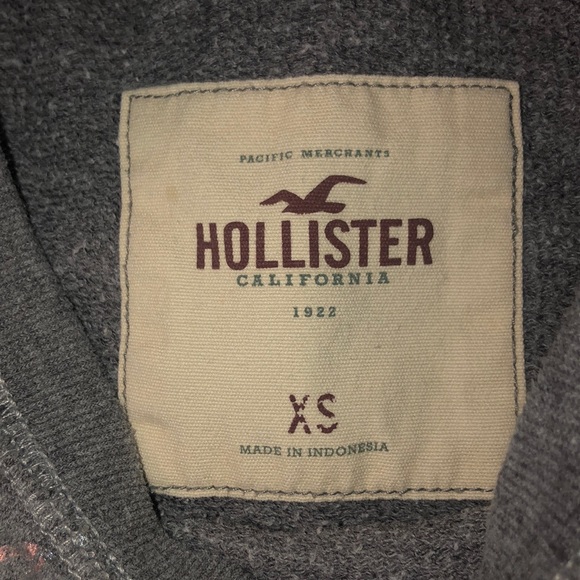 PACIFIC MERCHANTS
HOLLISTER
CALIFORNIA
1922
XS
MADE IN INDONESIA